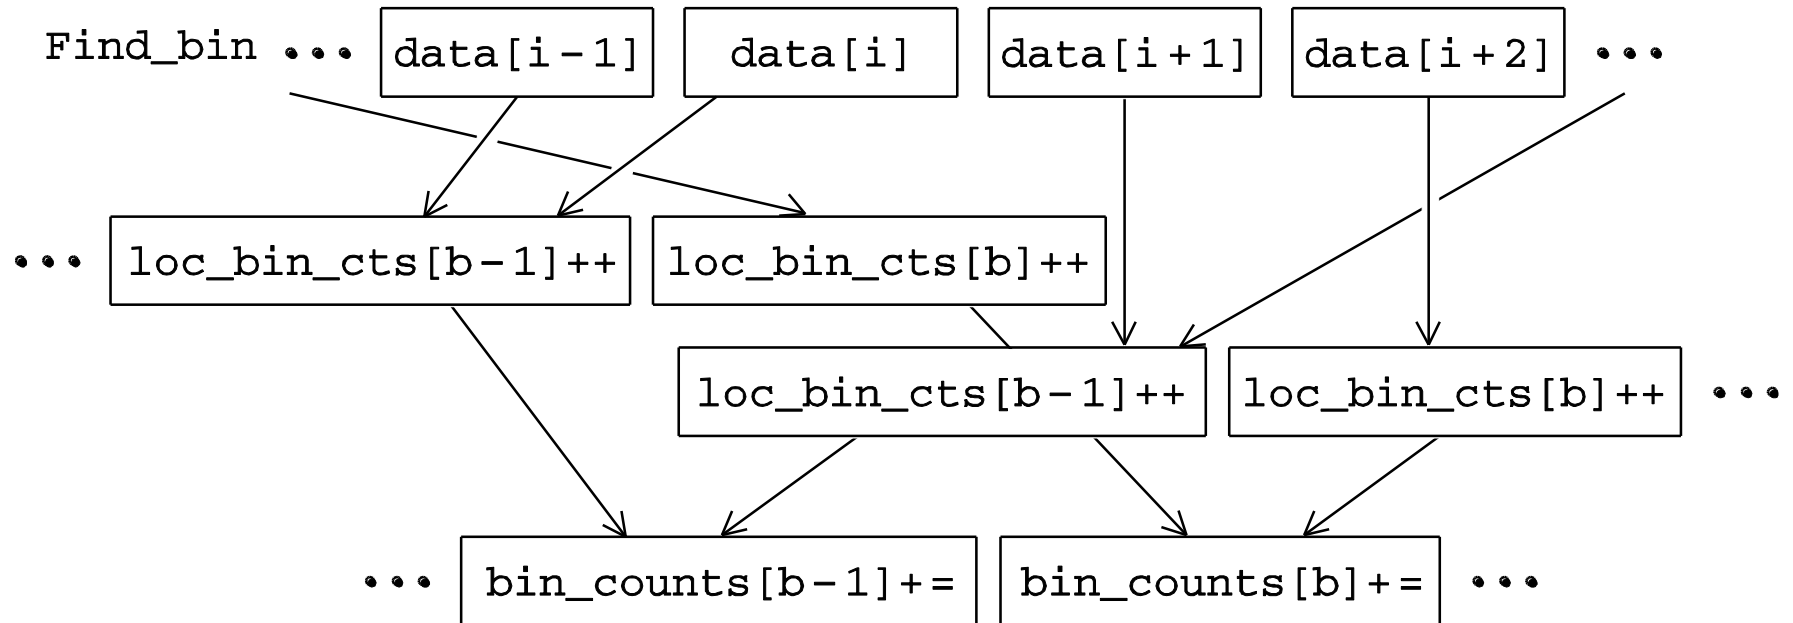 Find_bin ••• data[i-1] data[i] data[i+1] data[i+2] •••
••• loc_bin_cts[b-1]++ loc_bin_cts[b]++
loc_bin_cts[b-1]++ loc_bin_cts[b]++ •••
••• bin_counts[b-1]+= bin_counts[b]+= •••